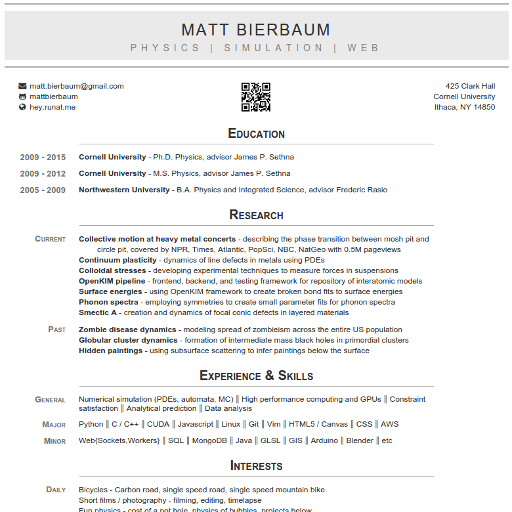 MATT BIERBAUM
PHYSICS | SIMULATION | WEB
matt.bierbaum@gmail.com
mattbierbaum
hey.runat.me
425 Clark Hall
Cornell University
Ithaca, NY 14850
EDUCATION
2009 - 2015 Cornell University - Ph.D. Physics, advisor James P. Sethna
2009 - 2012 Cornell University - M.S. Physics, advisor James P. Sethna
2005 - 2009 Northwestern University - B.A. Physics and Integrated Science, advisor Frederic Rasio
RESEARCH
CURRENT Collective motion at heavy metal concerts - describing the phase transition between mosh pit and
circle pit, covered by NPR, Times, Atlantic, PopSci, NBC, NatGeo with 0.5M pageviews
Continuum plasticity - dynamics of line defects in metals using PDEs
Colloidal stresses - developing experimental techniques to measure forces in suspensions
OpenKIM pipeline - frontend, backend, and testing framework for repository of interatomic models
Surface energies - using OpenKIM framework to create broken bond fits to surface energies
Phonon spectra - employing symmetries to create small parameter fits for phonon spectra
Smectic A - creation and dynamics of focal conic defects in layered materials
PAST Zombie disease dynamics - modeling spread of zombieism across the entire US population
Globular cluster dynamics - formation of intermediate mass black holes in primordial clusters
Hidden paintings - using subsurface scattering to infer paintings below the surface
EXPERIENCE & SKILLS
GENERAL Numerical simulation (PDEs, automata, MC) || High performance computing and GPUs || Constraint
satisfaction || Analytical prediction || Data analysis
MAJOR Python || C / C++ || CUDA || Javascript || Linux || Git || Vim || HTML5 / Canvas || CSS || AWS
MINOR Web{Sockets,Workers} || SQL || MongoDB || Java || GLSL || GIS || Arduino || Blender || etc
INTERESTS
DAILY Bicycles - Carbon road, single speed road, single speed mountain bike
Short films / photography - filming, editing, timelapse
Fun physics - cost of a pot hole, physics of bubbles, projects below